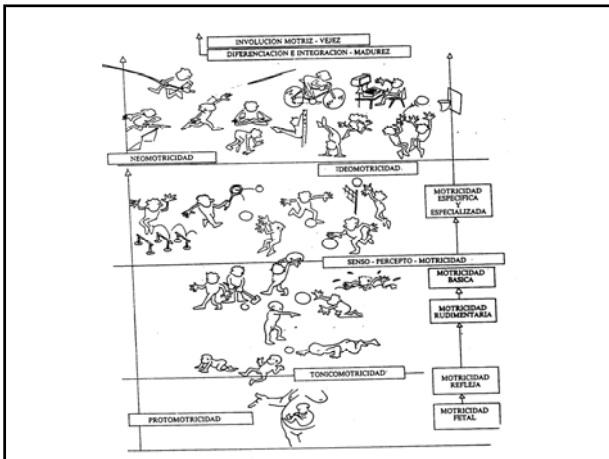 INVOLUCION MOTRIZ - VEJEZ
DIFERENCIACIÓN E INTEGRACION - MADUREZ
NEOMOTRICIDAD
IDEOMOTRICIDAD
MOTRICIDAD
ESPECIFICA
Y
ESPECIALIZADA
SENSO - PERCEPTO - MOTRICIDAD
MOTRICIDAD
BASICA
MOTRICIDAD
RUDIMENTARIA
TONICOMOTRICIDAD
MOTRICIDAD
REFLEJA
PROTOMOTRICIDAD
MOTRICIDAD
FETAL